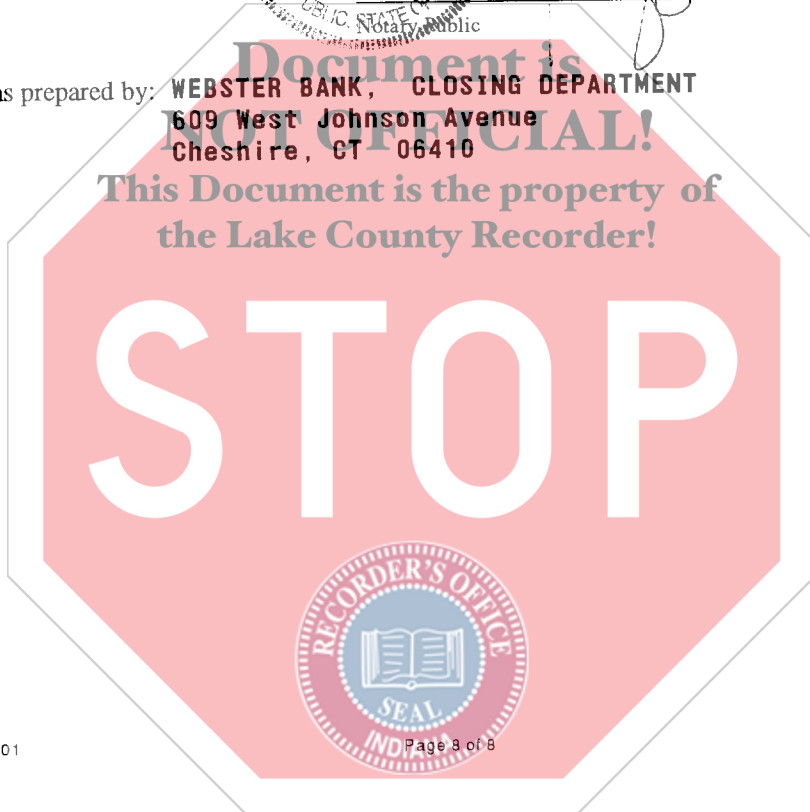 PUBLIC, STATE
Notary Public
Document is
as prepared by: WEBSTER BANK, CLOSING DEPARTMENT
NOT OFFICIAL!
609 West Johnson Avenue
Cheshire, CT 06410
This Document is the property of
the Lake County Recorder!
STOP
RECORDER'S OFFICE
SEAL
INDIANA
01
Page 8 of 8